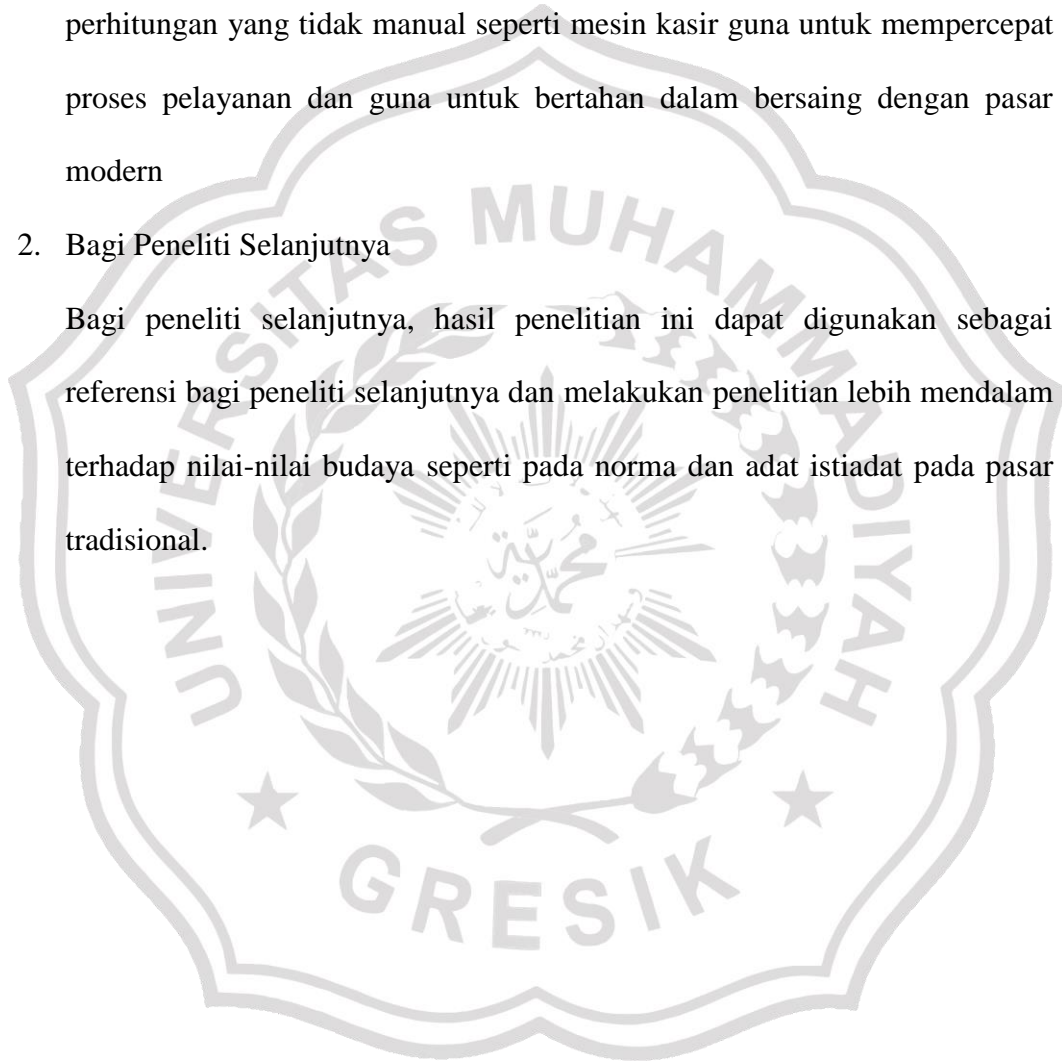 perhitungan yang tidak manual seperti mesin kasir guna untuk mempercepat
proses pelayanan dan guna untuk bertahan dalam bersaing dengan pasar
modern
2. Bagi Peneliti Selanjutnya
Bagi peneliti selanjutnya, hasil penelitian ini dapat digunakan sebagai
referensi bagi peneliti selanjutnya dan melakukan penelitian lebih mendalam
terhadap nilai-nilai budaya seperti pada norma dan adat istiadat pada pasar
tradisional.
UNIVERSITAS MUHAMMADIYAH
GRESIK